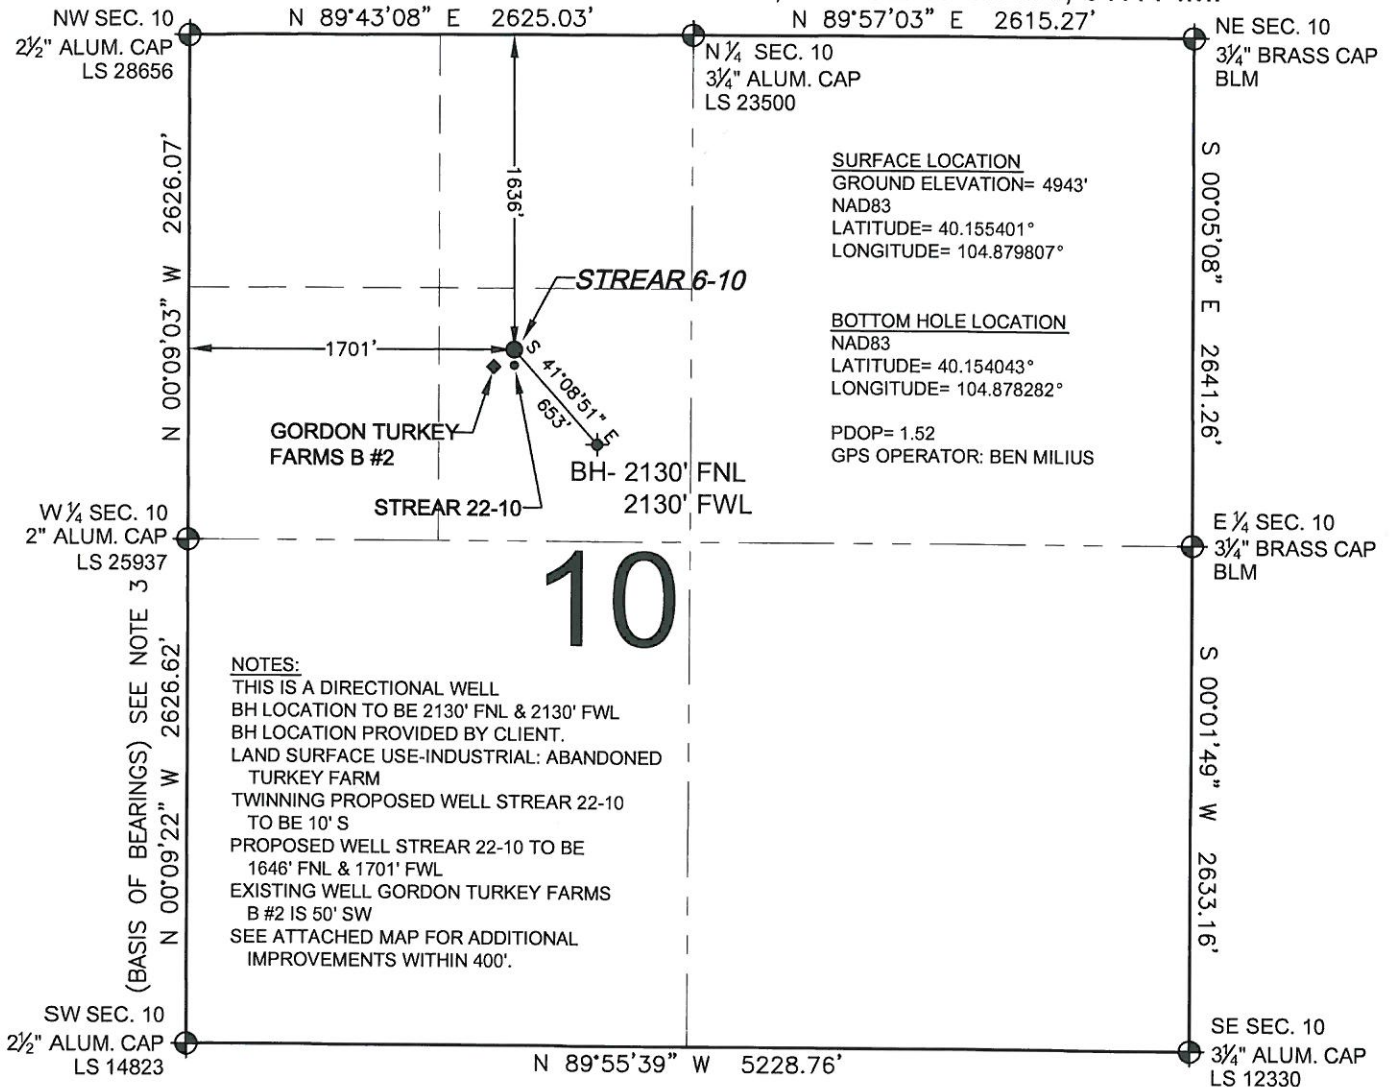 N 89°43'08" E 2625.03'
N 89°57'03" E 2615.27'
NW SEC. 10
2½" ALUM. CAP
LS 28656
N ¼ SEC. 10
3¼" ALUM. CAP
LS 23500
NE SEC. 10
3¼" BRASS CAP
BLM
N 00°09'03" W 2626.07'
1636'
SURFACE LOCATION
GROUND ELEVATION= 4943'
NAD83
LATITUDE= 40.155401°
LONGITUDE= 104.879807°
S 00°05'08" E 2641.26'
STREAR 6-10
BOTTOM HOLE LOCATION
NAD83
LATITUDE= 40.154043°
LONGITUDE= 104.878282°
PDOP= 1.52
GPS OPERATOR: BEN MILIUS
1701'
S 41°08'51" E
653'
GORDON TURKEY
FARMS B #2
BH- 2130' FNL
2130' FWL
STREAR 22-10
W ¼ SEC. 10
2" ALUM. CAP
LS 25937
E ¼ SEC. 10
3¼" BRASS CAP
BLM
10
(BASIS OF BEARINGS) SEE NOTE 3
N 00°09'22" W 2626.62'
NOTES:
THIS IS A DIRECTIONAL WELL
BH LOCATION TO BE 2130' FNL & 2130' FWL
BH LOCATION PROVIDED BY CLIENT.
LAND SURFACE USE-INDUSTRIAL: ABANDONED
TURKEY FARM
TWINNING PROPOSED WELL STREAR 22-10
TO BE 10' S
PROPOSED WELL STREAR 22-10 TO BE
1646' FNL & 1701' FWL
EXISTING WELL GORDON TURKEY FARMS
B #2 IS 50' SW
SEE ATTACHED MAP FOR ADDITIONAL
IMPROVEMENTS WITHIN 400'.
S 00°01'49" W 2633.16'
SW SEC. 10
2½" ALUM. CAP
LS 14823
N 89°55'39" W 5228.76'
SE SEC. 10
3¼" ALUM. CAP
LS 12330